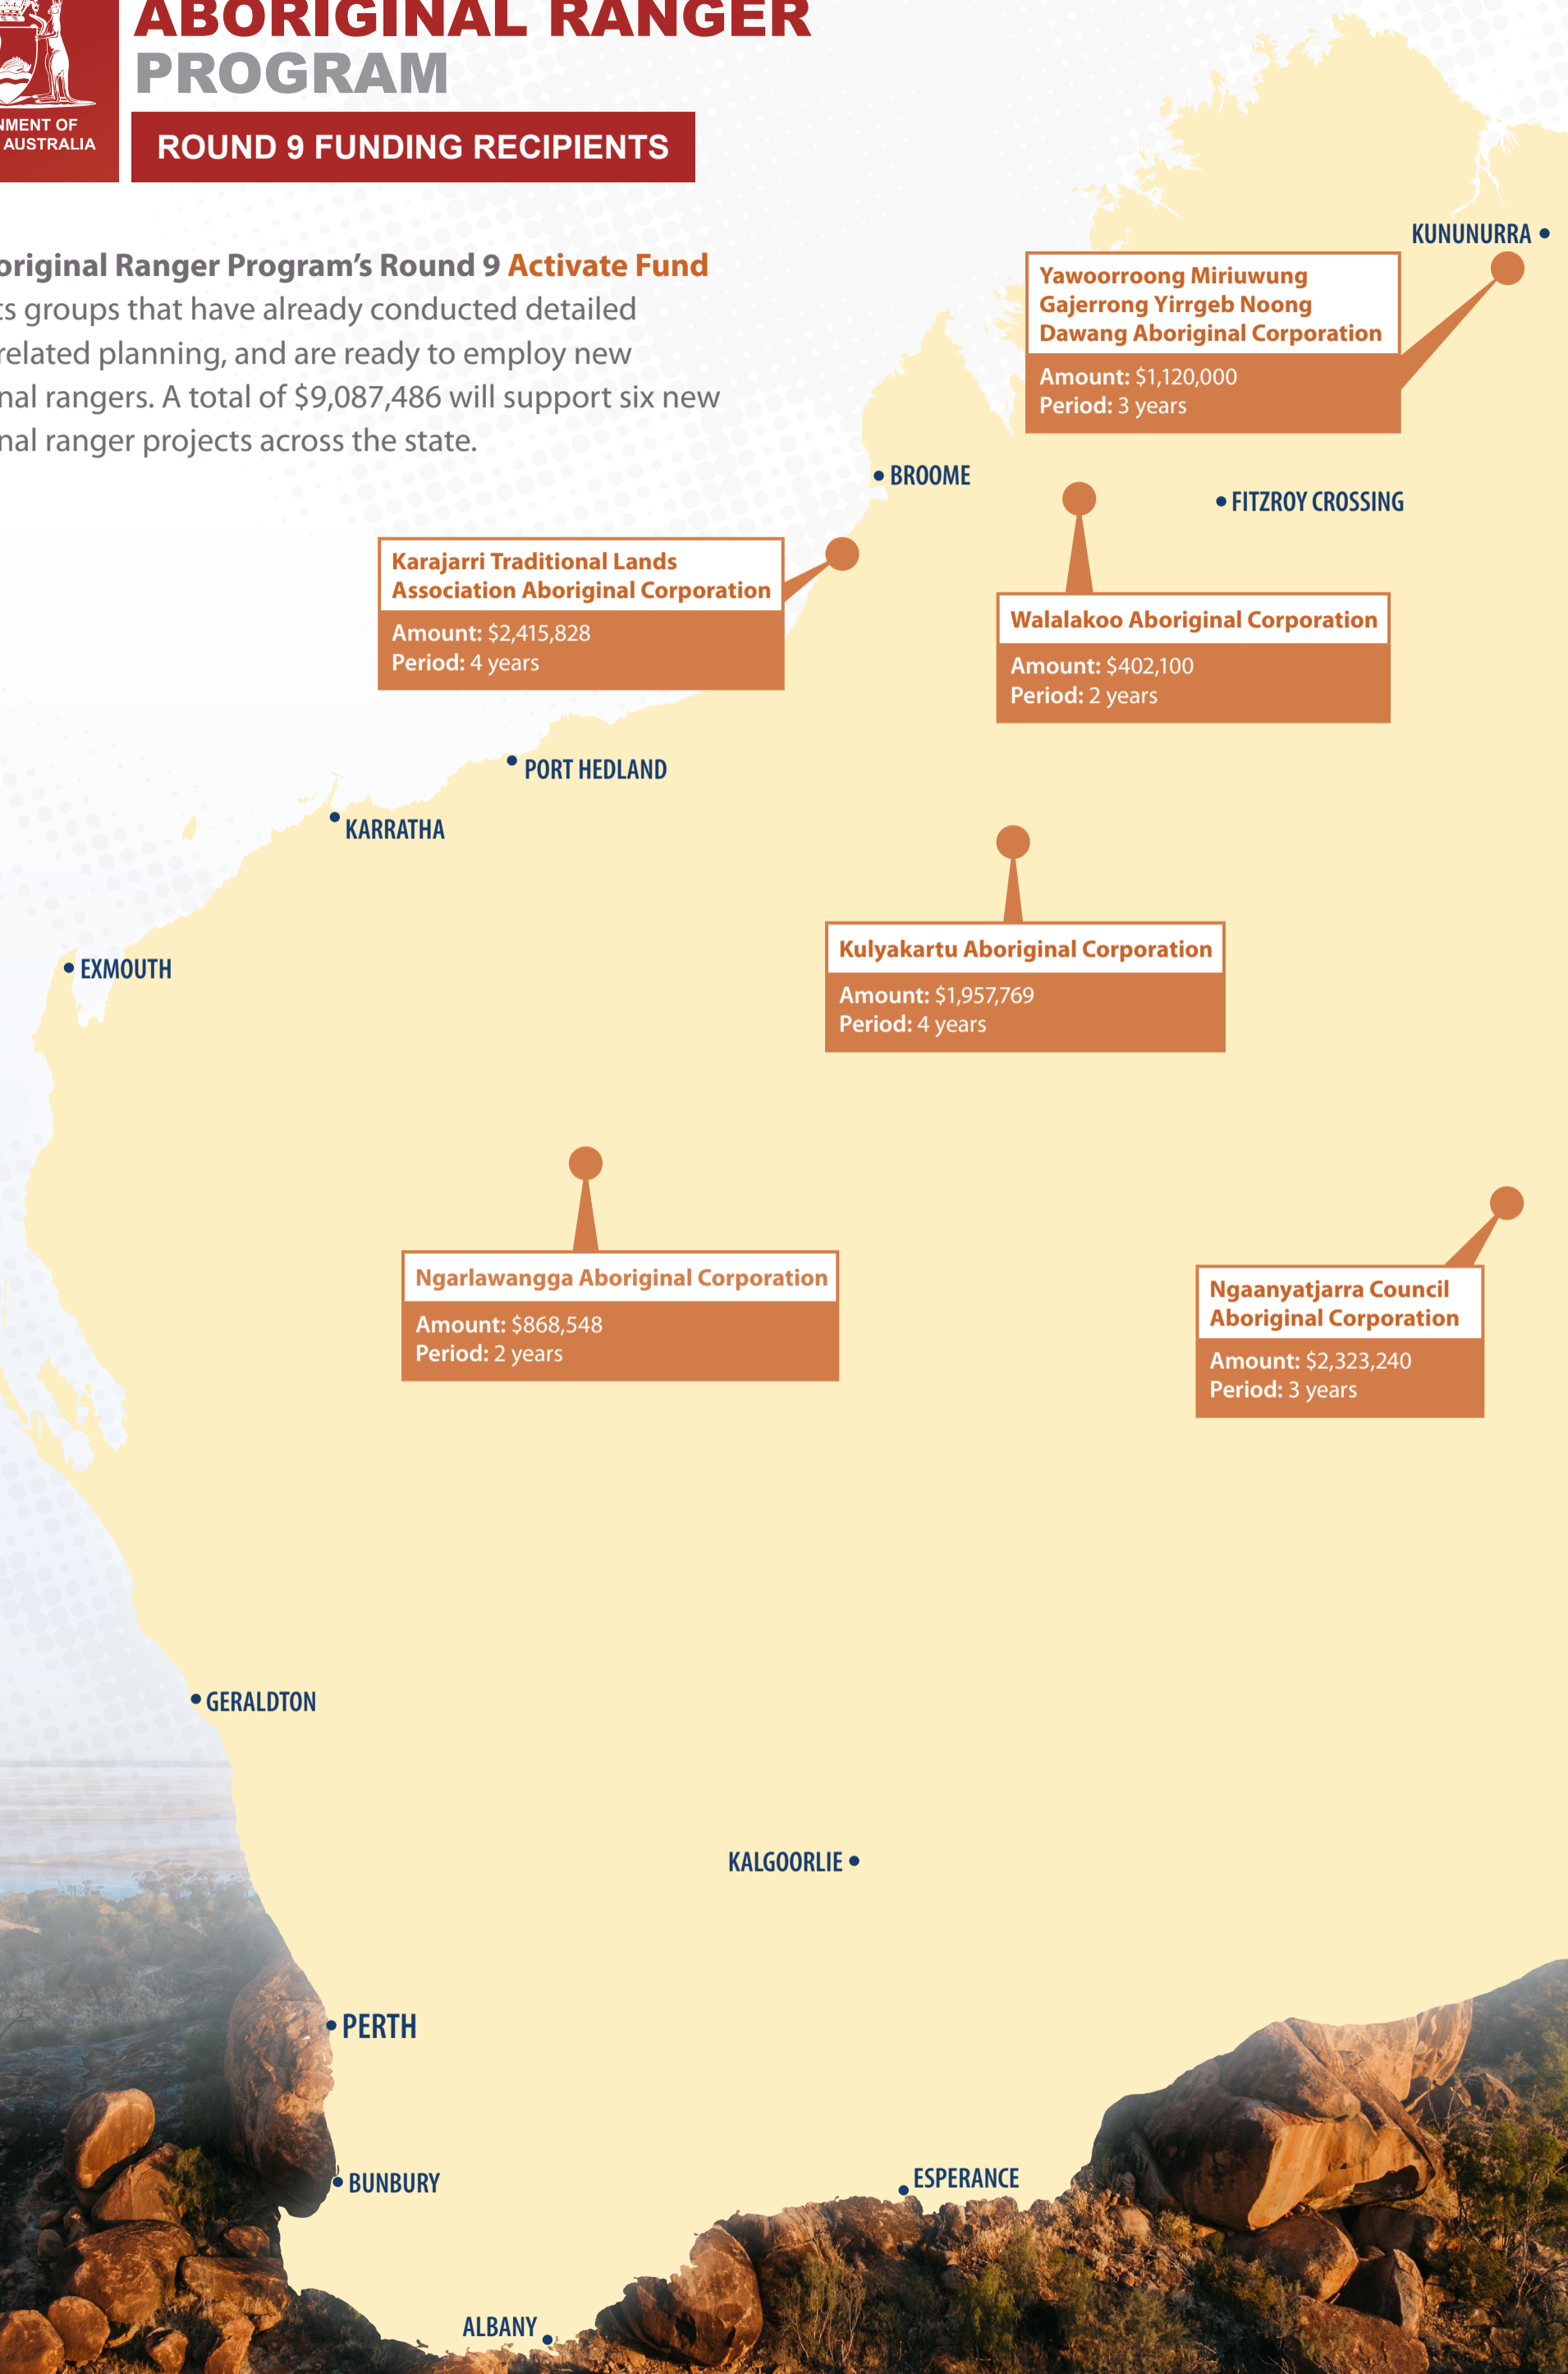 ABORIGINAL RANGER
PROGRAM
NMENT OF
AUSTRALIA
ROUND 9 FUNDING RECIPIENTS
original Ranger Program's Round 9 Activate Fund
ts groups that have already conducted detailed
related planning, and are ready to employ new
nal rangers. A total of $9,087,486 will support six new
nal ranger projects across the state.
KUNUNURRA
Yawoorroong Miriuwung
Gajerrong Yirrgeb Noong
Dawang Aboriginal Corporation
Amount: $1,120,000
Period: 3 years
BROOME
FITZROY CROSSING
Karajarri Traditional Lands
Association Aboriginal Corporation
Amount: $2,415,828
Period: 4 years
Walalakoo Aboriginal Corporation
Amount: $402,100
Period: 2 years
PORT HEDLAND
KARRATHA
Kulyakartu Aboriginal Corporation
Amount: $1,957,769
Period: 4 years
EXMOUTH
Ngarlawangga Aboriginal Corporation
Amount: $868,548
Period: 2 years
Ngaanyatjarra Council
Aboriginal Corporation
Amount: $2,323,240
Period: 3 years
GERALDTON
KALGOORLIE
PERTH
BUNBURY
ESPERANCE
ALBANY